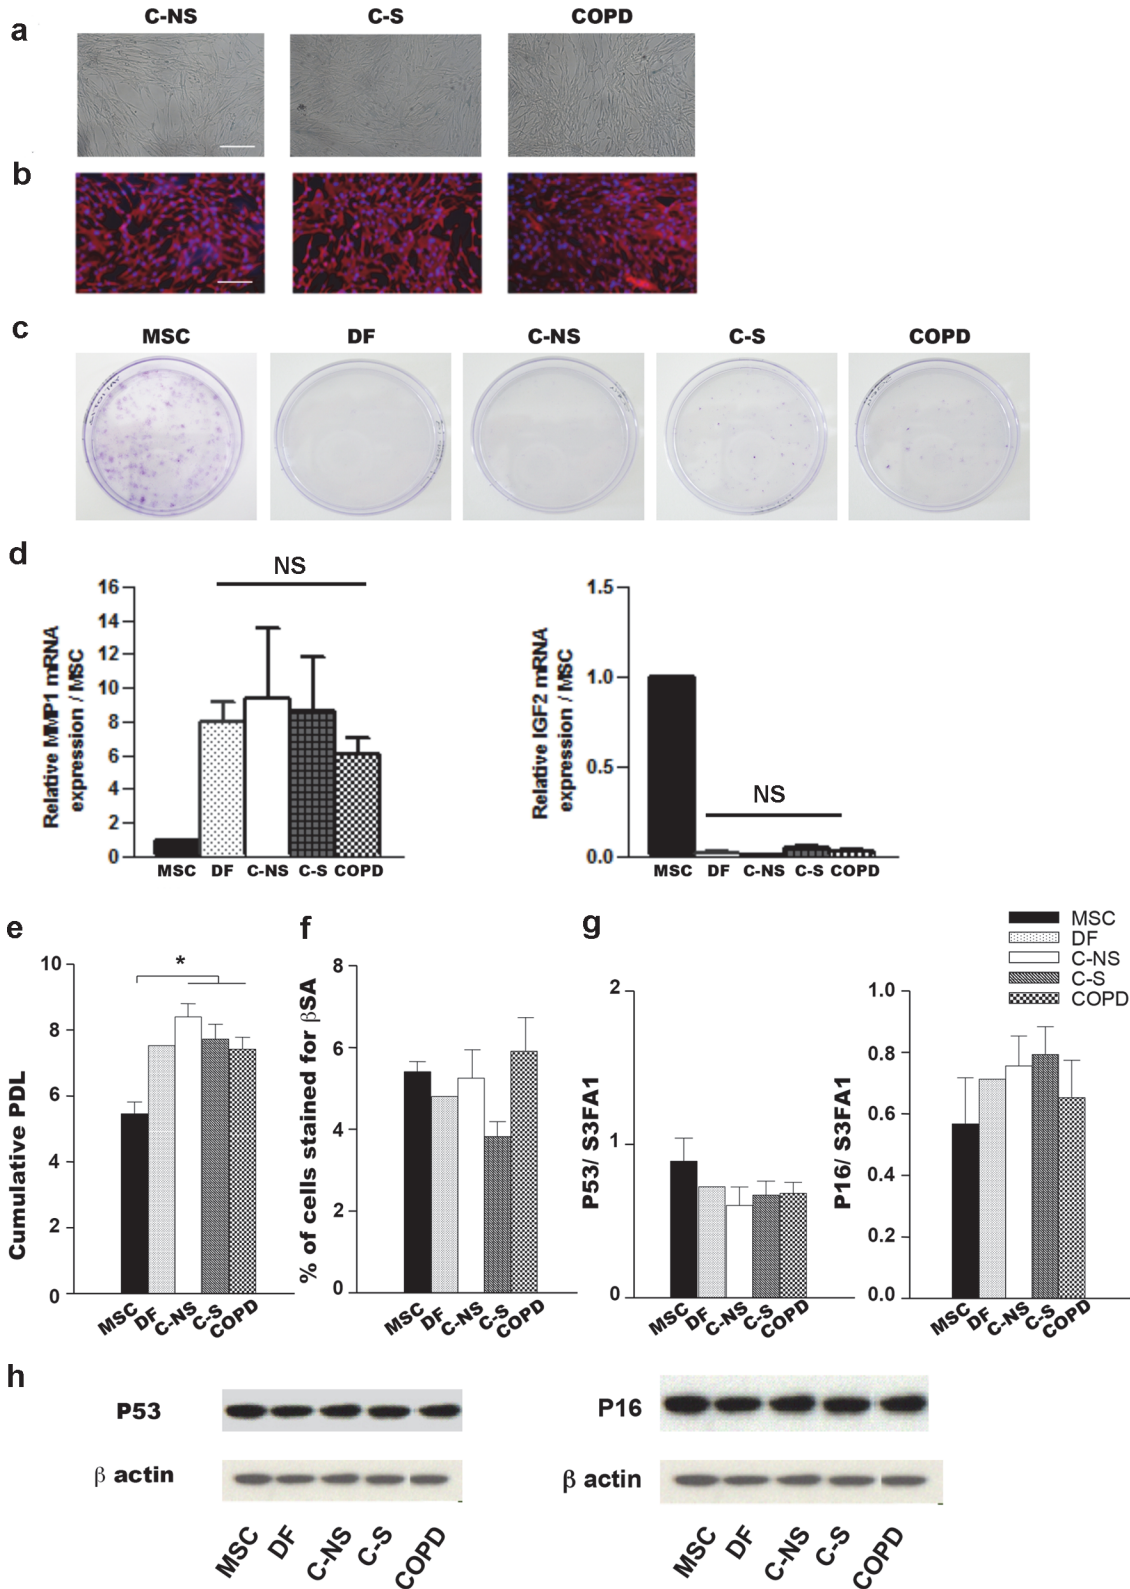 a
C-NS C-S COPD
b
c
MSC DF C-NS C-S COPD
d
NS
16
14
12
10
8
6
4
2
0
Relative MMP1 mRNA
expression / MSC
MSC DF C-NS C-S COPD
1.5
1.0
0.5
0.0
Relative IGF2 mRNA
expression / MSC
NS
MSC DF C-NS C-S COPD
e
10
8
6
4
2
0
Cumulative PDL
*
MSC DF C-NS C-S COPD
f
8
6
4
2
0
% of cells stained for βSA
MSC DF C-NS C-S COPD
g
2
1
0
P53/ S3FA1
MSC DF C-NS C-S COPD
1.0
0.8
0.6
0.4
0.2
0.0
P16/ S3FA1
MSC DF C-NS C-S COPD
MSC
DF
C-NS
C-S
COPD
h
P53
β actin
MSC DF C-NS C-S COPD
P16
β actin
MSC DF C-NS C-S COPD